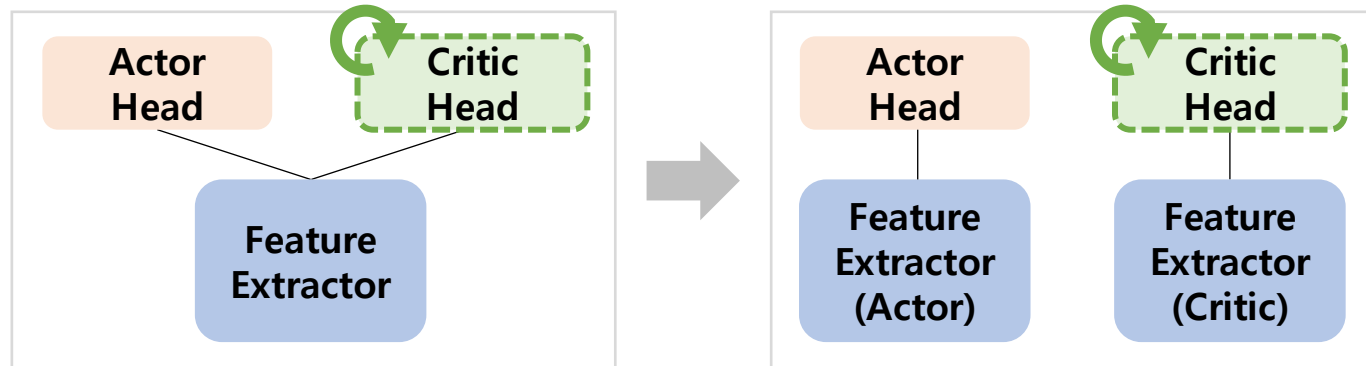 Actor
Head
Critic
Head
Feature
Extractor
Actor
Head
Critic
Head
Feature
Extractor
(Actor)
Feature
Extractor
(Critic)